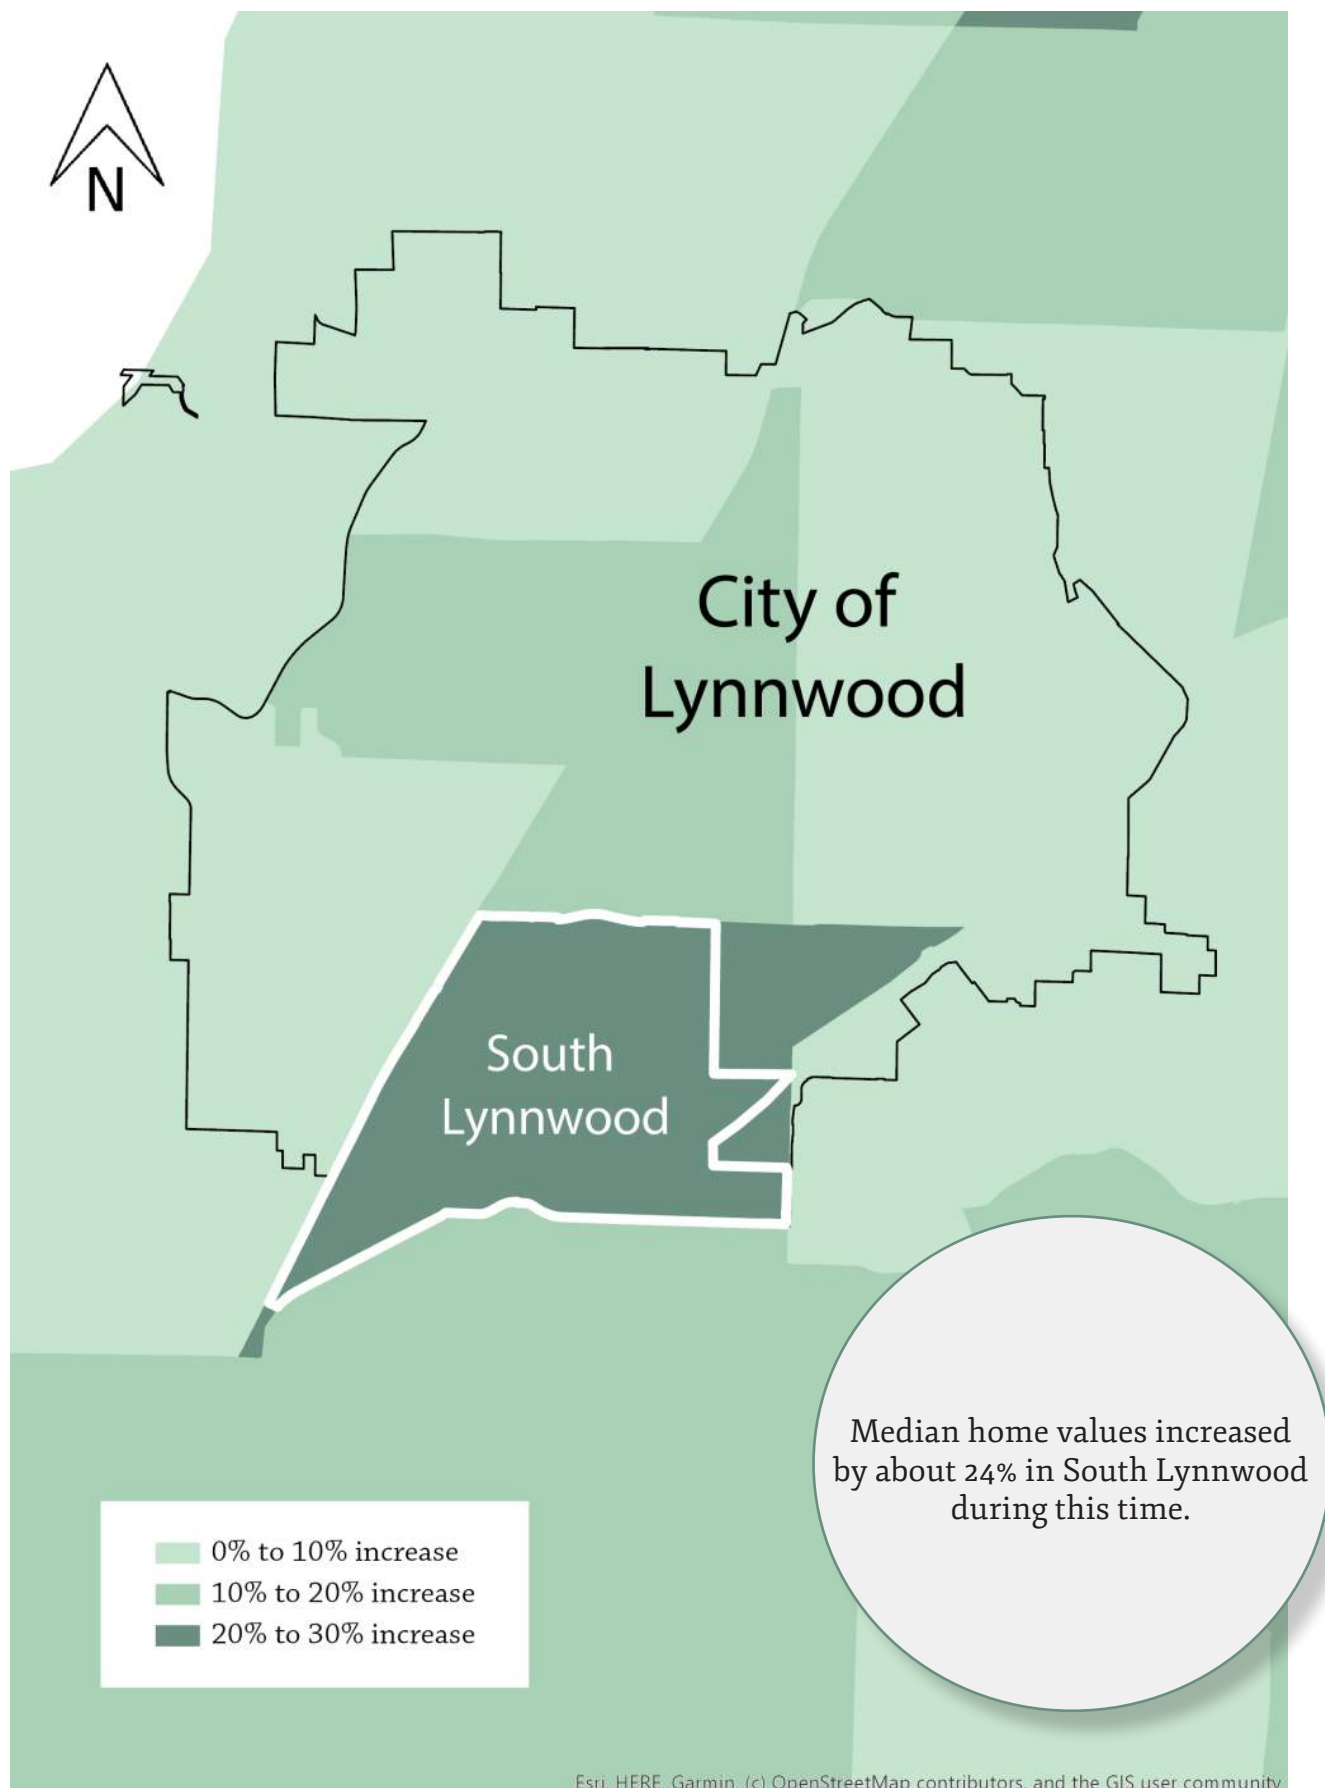 N
City of
Lynnwood
South
Lynnwood
Median home values increased
by about 24% in South Lynnwood
during this time.
0% to 10% increase
10% to 20% increase
20% to 30% increase
Esri, HERE, Garmin, (c) OpenStreetMap contributors, and the GIS user community